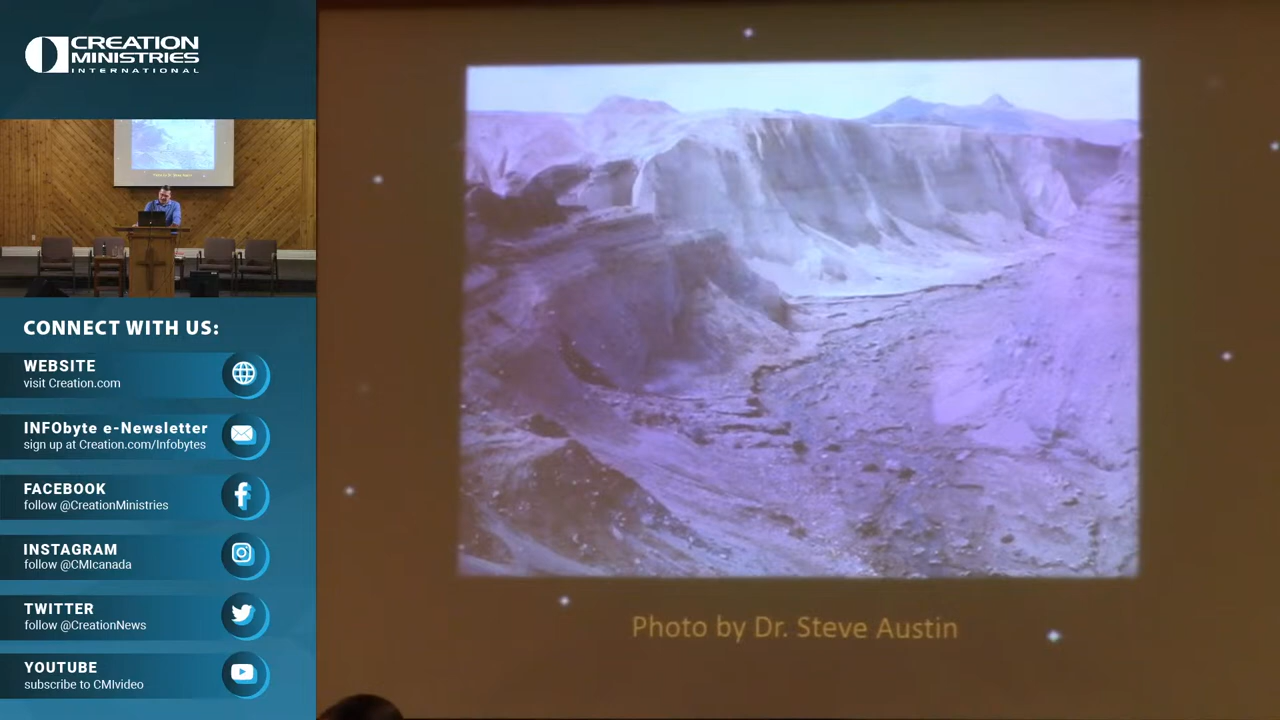 CREATION
MINISTRIES
INTERNATIONAL
CONNECT WITH US:
WEBSITE
visit Creation.com
INFObyte e-Newsletter
sign up at Creation.com/Infobytes
FACEBOOK
follow @CreationMinistries
INSTAGRAM
follow @CMIcanada
TWITTER
follow @CreationNews
YOUTUBE
subscribe to CMIvideo
Photo by Dr. Steve Austin